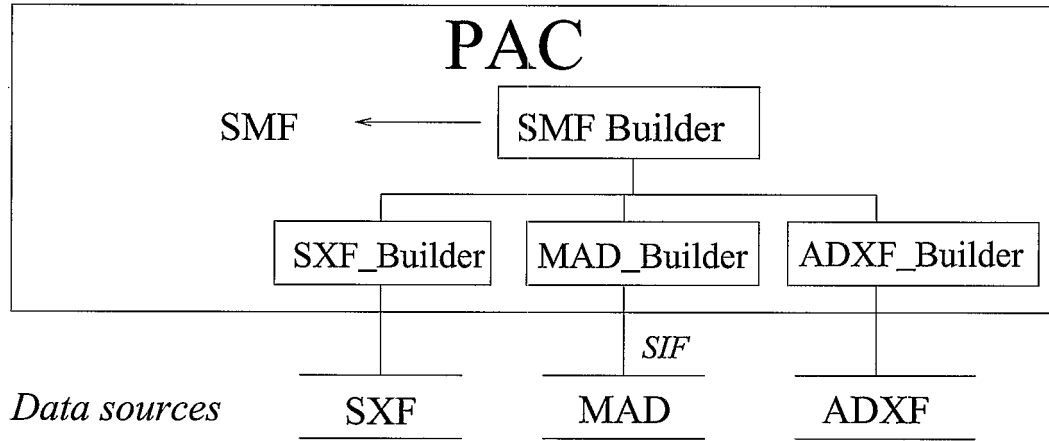 PAC
SMF
SMF Builder
SXF_Builder
MAD_Builder
ADXF_Builder
SIF
Data sources
SXF
MAD
ADXF